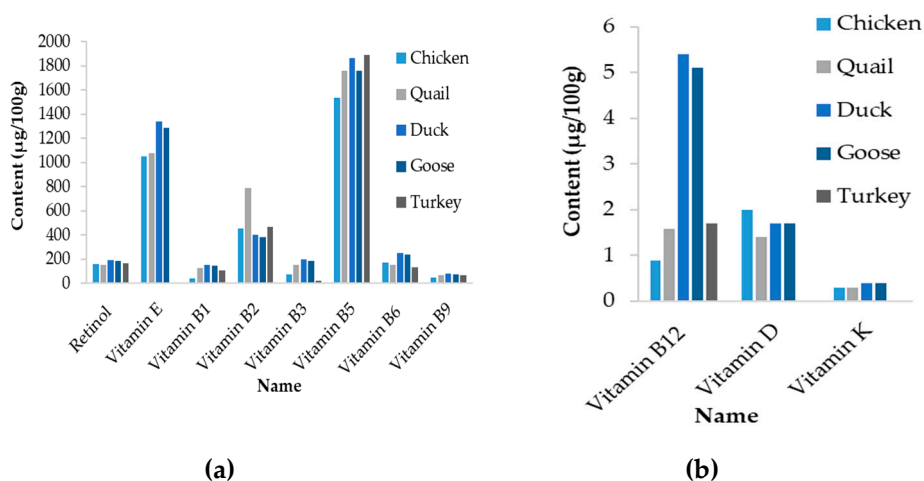 Content (µg/100g)
2000
1800
1600
1400
1200
1000
800
600
400
200
0
Chicken
Quail
Duck
Goose
Turkey
Retinol
Vitamin E
Vitamin B1
Vitamin B2
Vitamin B3
Vitamin B5
Vitamin B6
Vitamin B9
Name
(a)
Content (µg/100g)
6
5
4
3
2
1
0
Chicken
Quail
Duck
Goose
Turkey
Vitamin B12
Vitamin D
Vitamin K
Name
(b)